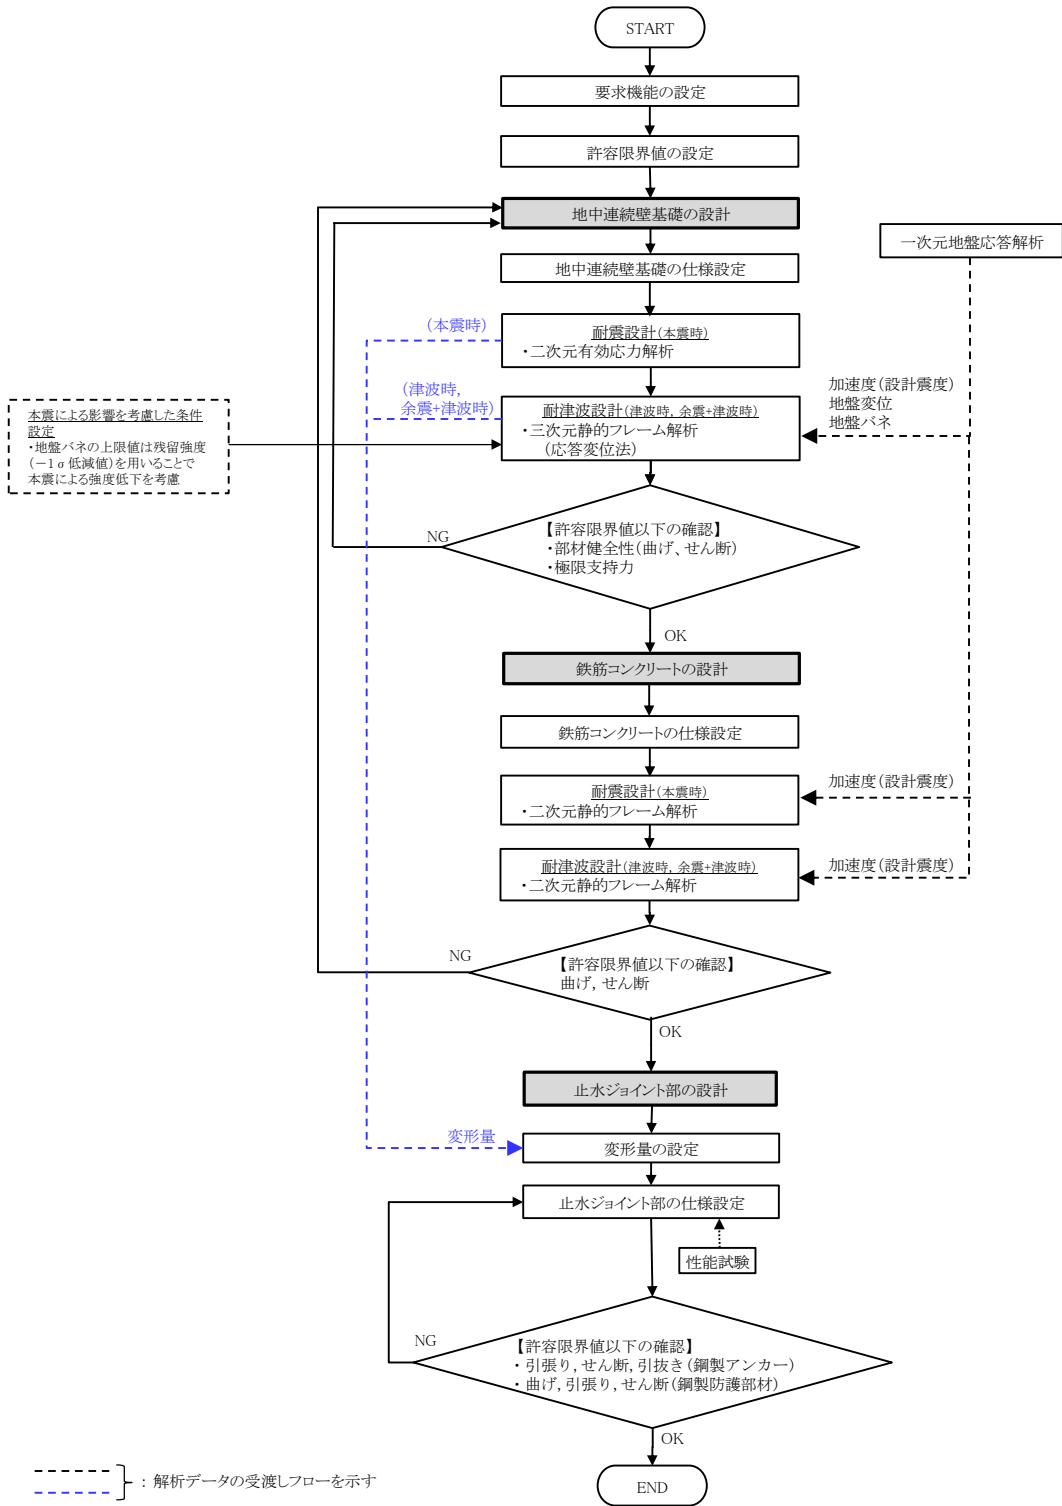 START
要求機能の設定
許容限界値の設定
地中連続壁基礎の設計
一次元地盤応答解析
地中連続壁基礎の仕様設定
(本震時)
耐震設計(本震時)
・二次元有効応力解析
(津波時,
余震+津波時)
加速度(設計震度)
地盤変位
地盤バネ
本震による影響を考慮した条件
設定
・地盤バネの上限値は残留強度
(-1σ低減値)を用いることで
本震による強度低下を考慮
耐津波設計(津波時, 余震+津波時)
・三次元静的フレーム解析
(応答変位法)
NG
【許容限界値以下の確認】
・部材健全性(曲げ、せん断)
・極限支持力
OK
鉄筋コンクリートの設計
鉄筋コンクリートの仕様設定
耐震設計(本震時)
・二次元静的フレーム解析
加速度(設計震度)
耐津波設計(津波時, 余震+津波時)
・二次元静的フレーム解析
加速度(設計震度)
NG
【許容限界値以下の確認】
曲げ, せん断
OK
止水ジョイント部の設計
変形量
変形量の設定
止水ジョイント部の仕様設定
性能試験
NG
【許容限界値以下の確認】
・引張り, せん断, 引抜き(鋼製アンカー)
・曲げ, 引張り, せん断(鋼製防護部材)
OK
END
: 解析データの受渡しフローを示す